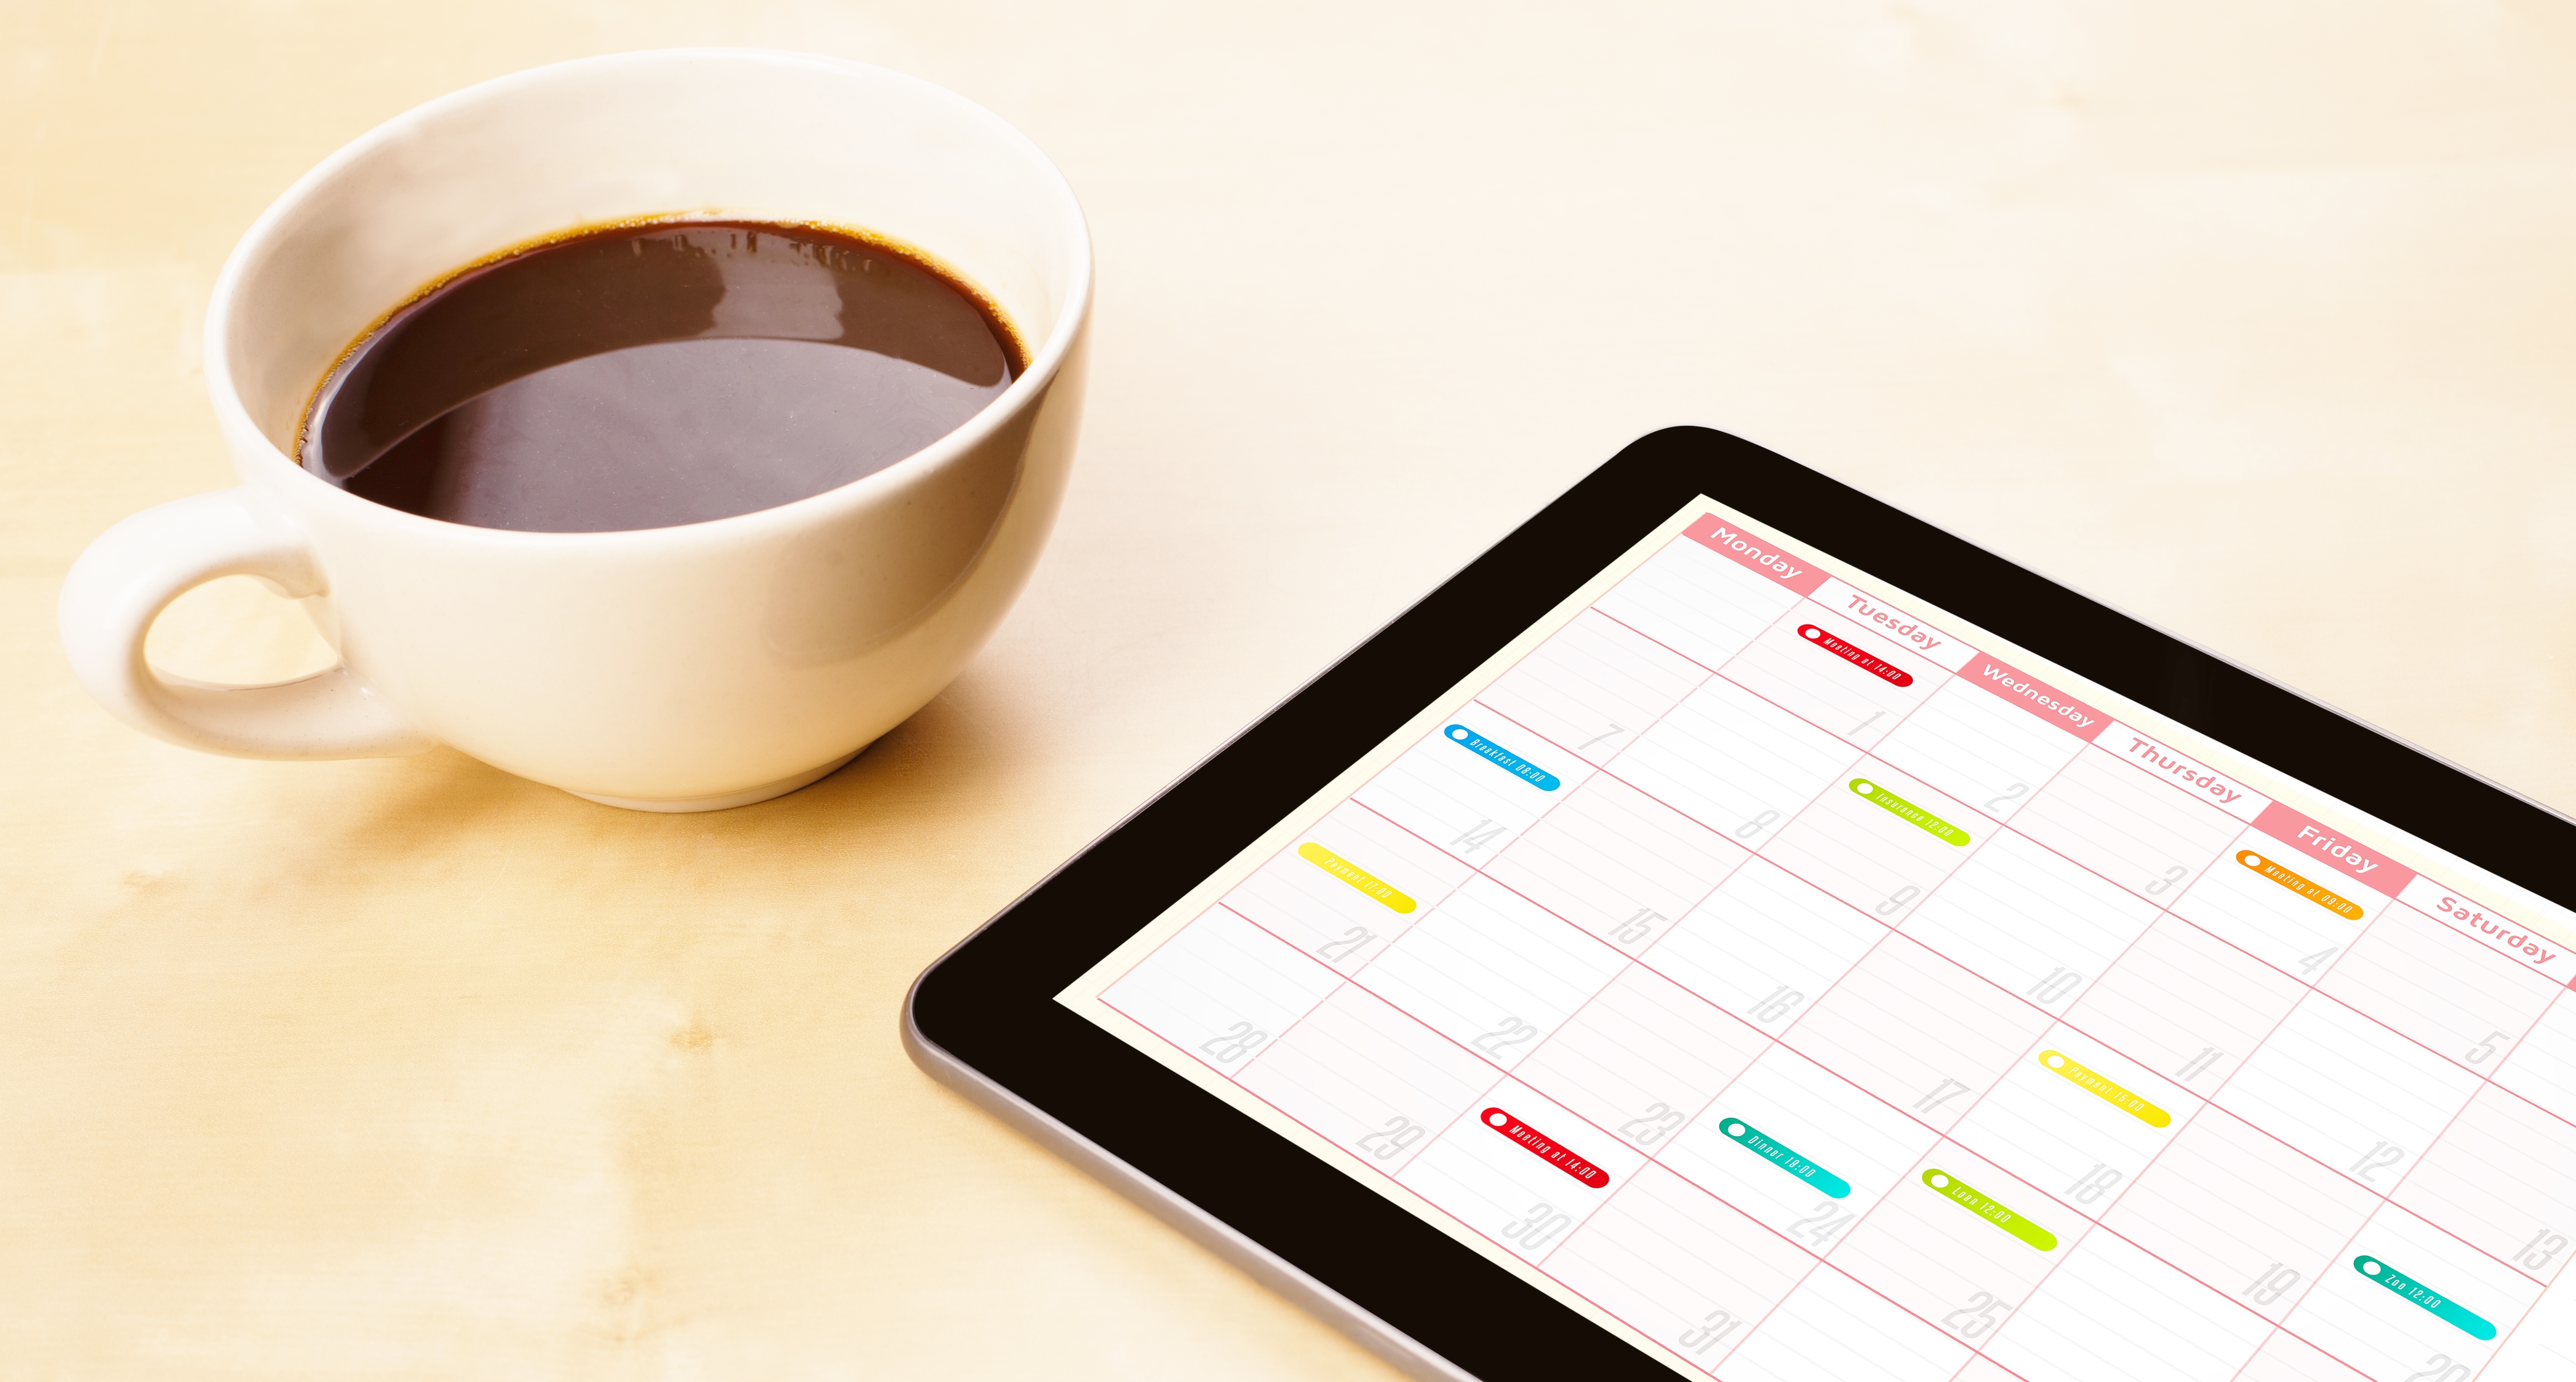 Monday Tuesday Wednesday Thursday Friday Saturday
Meeting at 14:00
Meeting at 09:00
1 2 3 4 5
Breakfast 08:00
Insurance 12:00
7 8 9 10 11 12 13
Payment 15:00
Zoo 12:00
14 15 16 17 18 19 20
Payment 17:00
Dinner 19:00
Loan 12:00
21 22 23 24 25
Meeting at 14:00
28 29 30 31